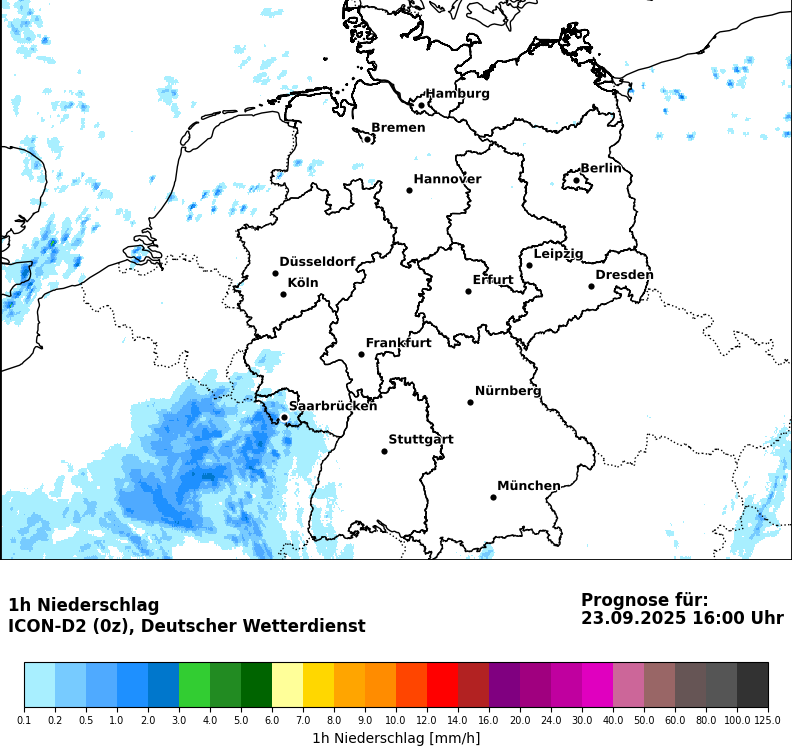 Hamburg
Bremen
Berlin
Hannover
Leipzig
Düsseldorf
Dresden
Köln
Erfurt
Frankfurt
Nürnberg
Saarbrücken
Stuttgart
München
1h Niederschlag
ICON-D2 (0z), Deutscher Wetterdienst
Prognose für:
23.09.2025 16:00 Uhr
0.1 0.2 0.5 1.0 2.0 3.0 4.0 5.0 6.0 7.0 8.0 9.0 10.0 12.0 14.0 16.0 20.0 24.0 30.0 40.0 50.0 60.0 80.0 100.0 125.0
1h Niederschlag [mm/h]